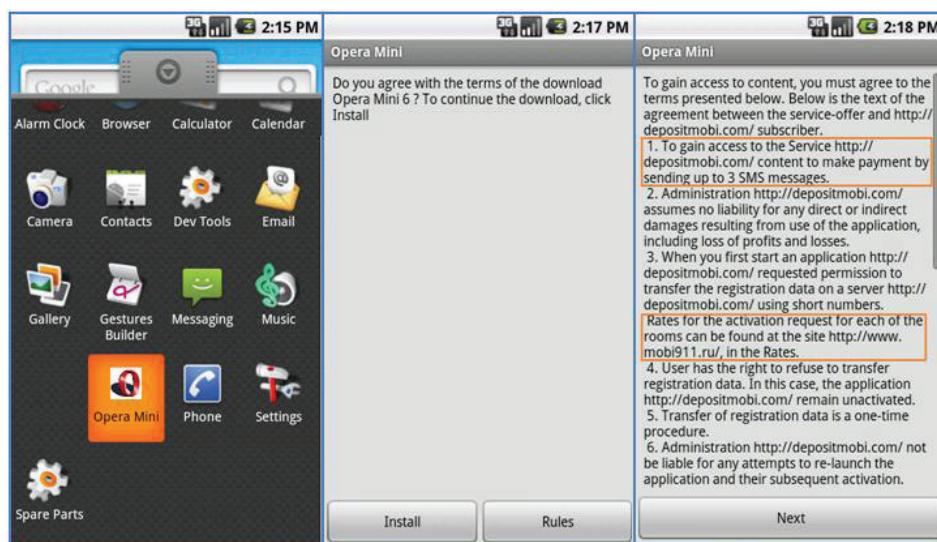 3G 2:15 PM
Google
Alarm Clock Browser Calculator Calendar
Camera Contacts Dev Tools Email
Gallery Gestures Builder Messaging Music
Opera Mini Phone Settings
Spare Parts
3G 2:17 PM
Opera Mini
Do you agree with the terms of the download
Opera Mini 6 ? To continue the download, click
Install
Install Rules
3G 2:18 PM
Opera Mini
To gain access to content, you must agree to the
terms presented below. Below is the text of the
agreement between the service-offer and http://
depositmobi.com/ subscriber.
1. To gain access to the Service http://
depositmobi.com/ content to make payment by
sending up to 3 SMS messages.
2. Administration http://depositmobi.com/
assumes no liability for any direct or indirect
damages resulting from use of the application,
including loss of profits and losses.
3. When you first start an application http://
depositmobi.com/ requested permission to
transfer the registration data on a server http://
depositmobi.com/ using short numbers.
Rates for the activation request for each of the
rooms can be found at the site http://www.
mobi911.ru/, in the Rates.
4. User has the right to refuse to transfer
registration data. In this case, the application
http://depositmobi.com/ remain unactivated.
5. Transfer of registration data is a one-time
procedure.
6. Administration http://depositmobi.com/ not
be liable for any attempts to re-launch the
application and their subsequent activation.
Next